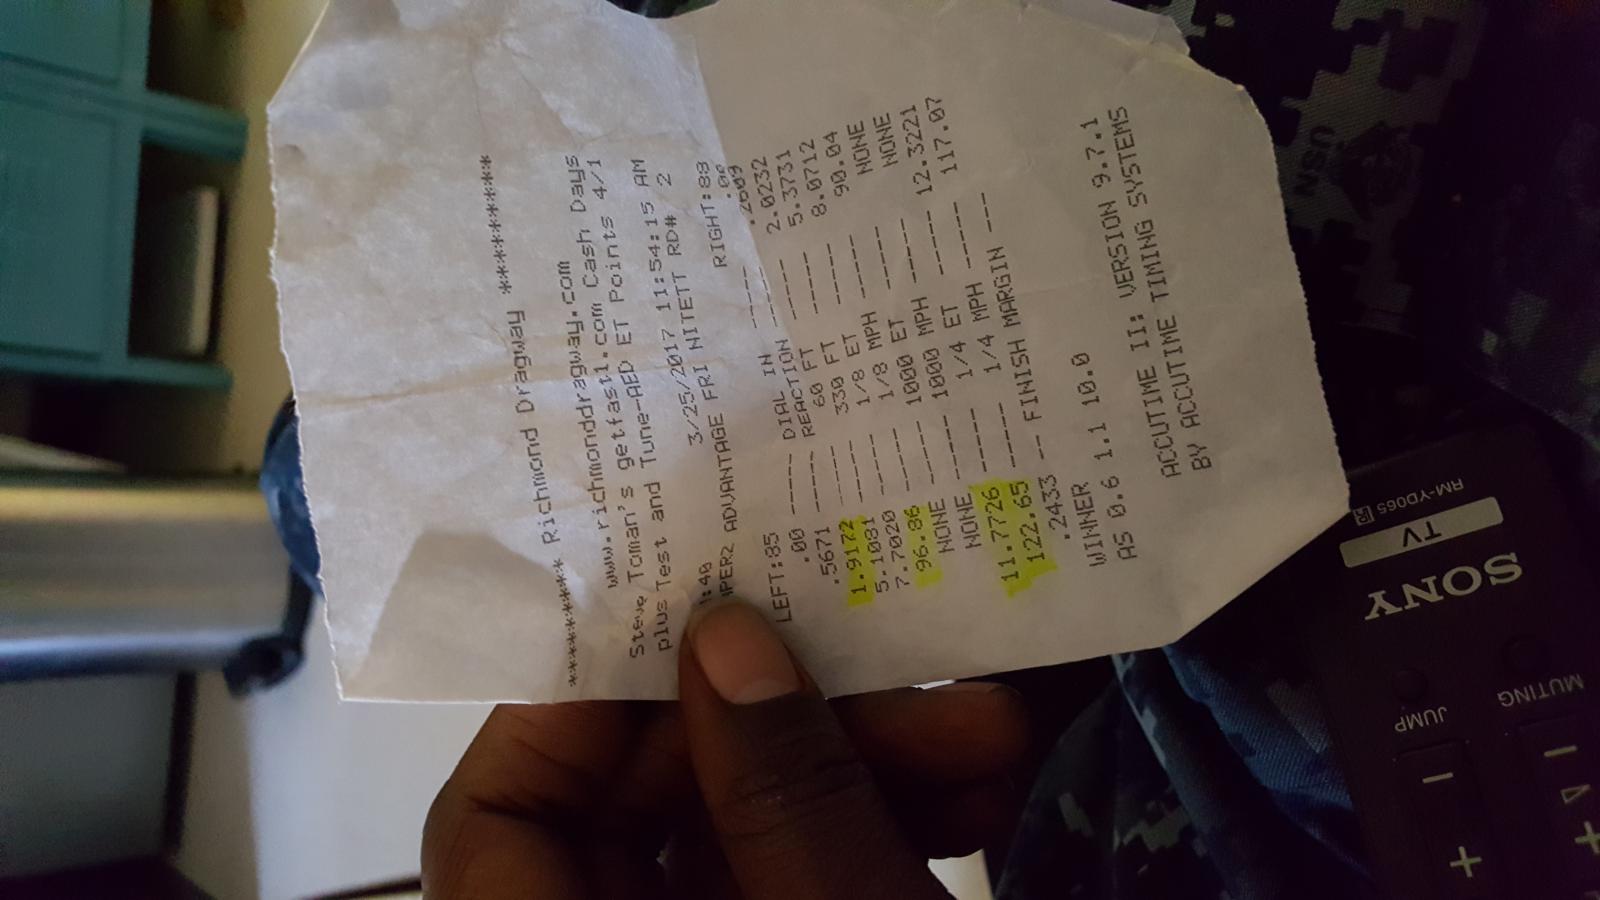 ********** Richmond Dragway **********
www.richmonddragway.com
Steve Toman's getfast1.com Cash Days
plus Test and Tune-AED ET Points 4/1
3/25/2017 11:54:15 AM
ADVANTAGE FRI NITETT RD# 2
LEFT:85 RIGHT:88
.00 ----- DIAL IN ----- .00
.5671 ----- REACTION ----- .2609
1.9172 ----- 60 FT ----- 2.0232
5.1081 ----- 330 FT ----- 5.3731
7.7020 ----- 1/8 ET ----- 8.0712
96.86 ----- 1/8 MPH ----- 90.04
NONE ----- 1000 ET ----- NONE
NONE ----- 1000 MPH ----- NONE
11.7726 ----- 1/4 ET ----- 12.3221
122.65 ----- 1/4 MPH ----- 117.07
.2433 -- FINISH MARGIN ---
WINNER
AS 0.6 1.1 10.0
ACCUTIME II: VERSION 9.7.1
BY ACCUTIME TIMING SYSTEMS
USN
SONY
TV
RM-YD065
JUMP
MUTING